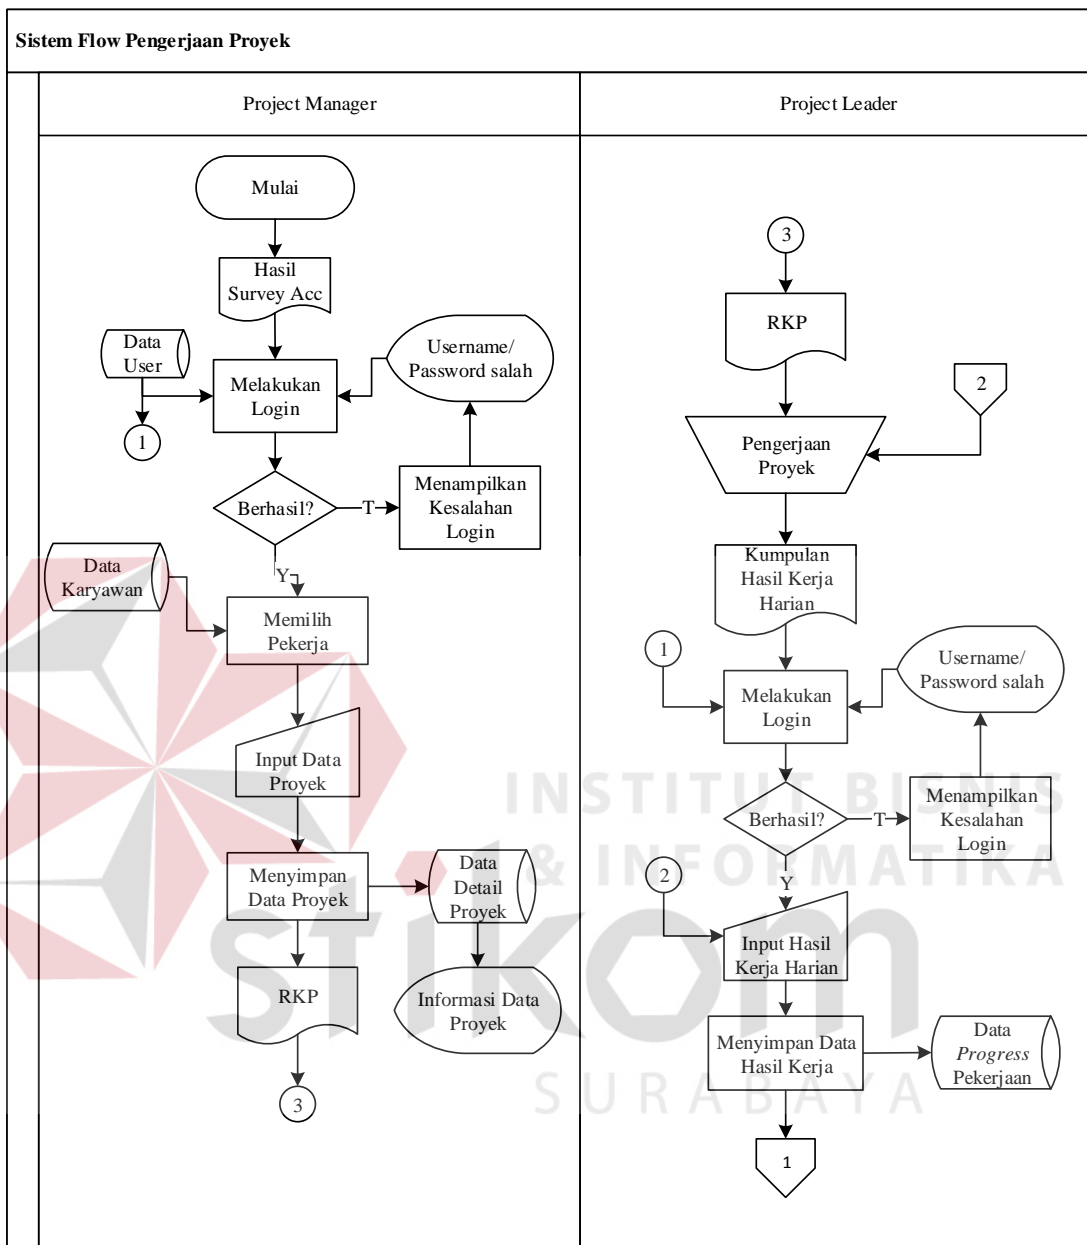 Sistem Flow Pengerjaan Proyek
Project Manager
Project Leader
Mulai
Hasil
Survey Acc
Data
User
Melakukan
Login
Username/
Password salah
1
Berhasil?
T
Menampilkan
Kesalahan
Login
Y
Data
Karyawan
Memilih
Pekerja
Input Data
Proyek
Menyimpan
Data Proyek
Data
Detail
Proyek
RKP
Informasi Data
Proyek
3
3
RKP
2
Pengerjaan
Proyek
Kumpulan
Hasil Kerja
Harian
1
Melakukan
Login
Username/
Password salah
Berhasil?
T
Menampilkan
Kesalahan
Login
Y
2
Input Hasil
Kerja Harian
Menyimpan Data
Hasil Kerja
Data
Progress
Pekerjaan
1
INSTITUT BISNIS
& INFORMATIKA
stikom
SURABAYA